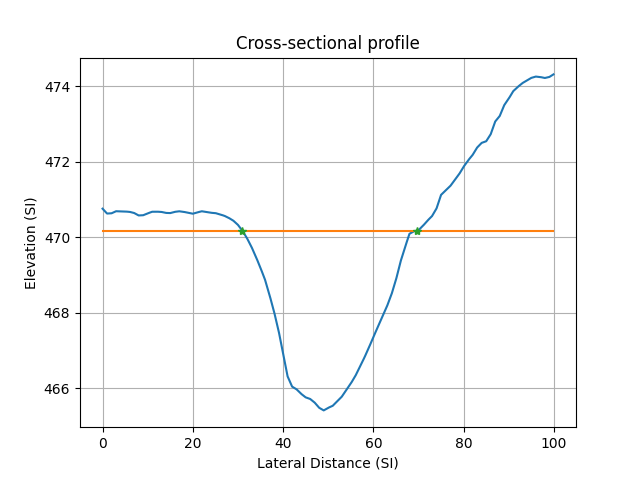 Cross-sectional profile
474
472
470
468
466
Elevation (SI)
0 20 40 60 80 100
Lateral Distance (SI)